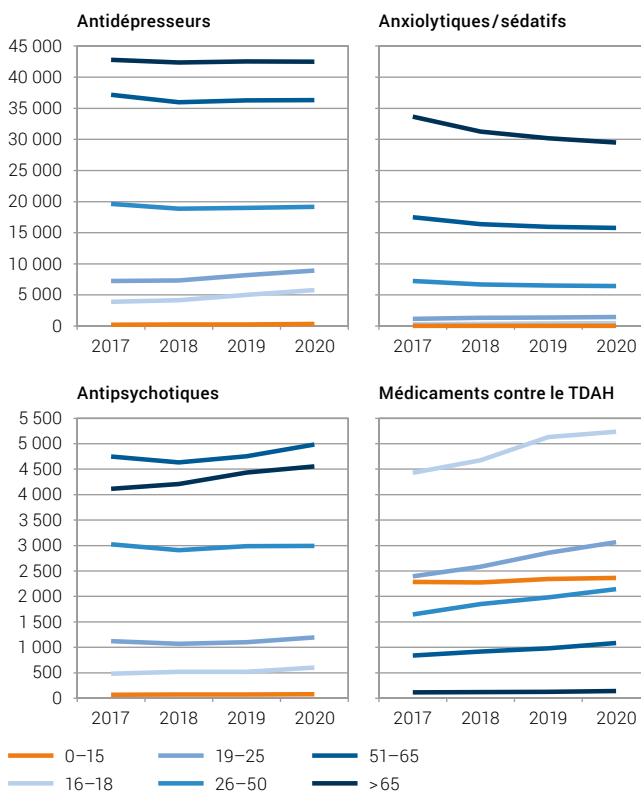 Antidépresseurs
45 000
40 000
35 000
30 000
25 000
20 000
15 000
10 000
5 000
0
2017 2018 2019 2020
Anxiolytiques/sédatifs
2017 2018 2019 2020
Antipsychotiques
5 500
5 000
4 500
4 000
3 500
3 000
2 500
2 000
1 500
1 000
500
0
2017 2018 2019 2020
Médicaments contre le TDAH
2017 2018 2019 2020
0–15 19–25 51–65
16–18 26–50 >65